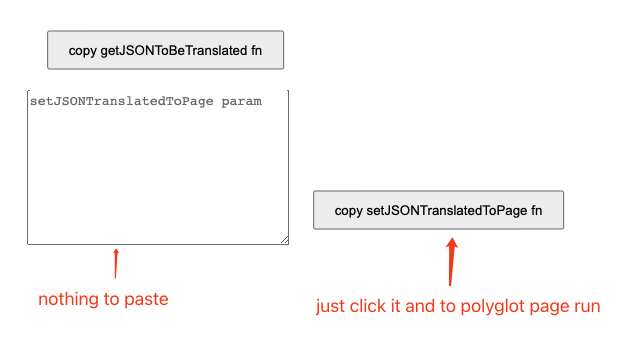 copy getJSONToBeTranslated fn
setJSONTranslatedToPage param
copy setJSONTranslatedToPage fn
nothing to paste
just click it and to polyglot page run